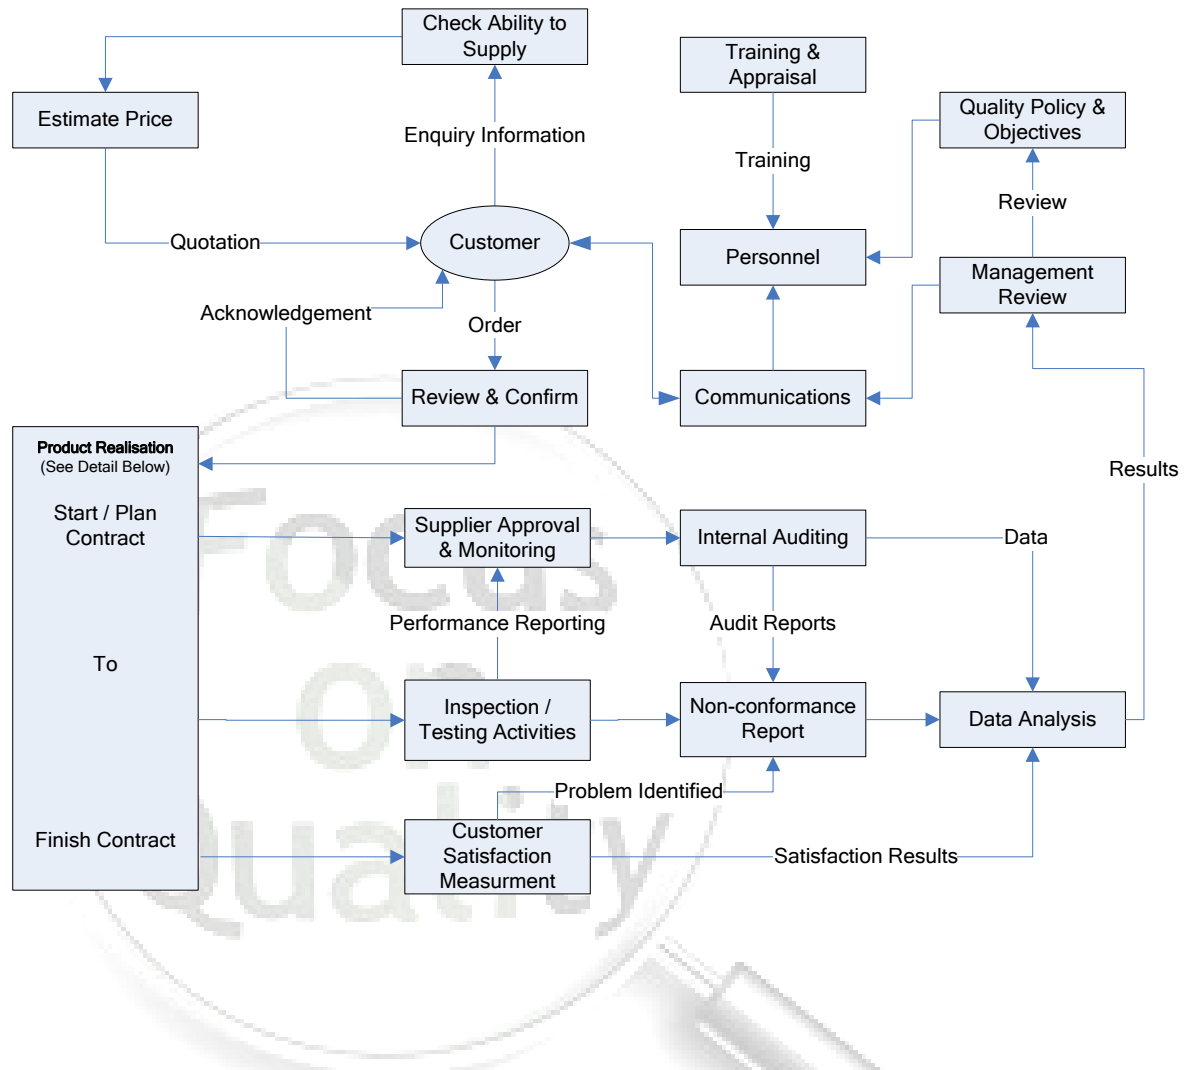 Check Ability to
Supply
Training &
Appraisal
Estimate Price
Quality Policy &
Objectives
Enquiry Information
Training
Review
Quotation
Customer
Personnel
Management
Review
Acknowledgement
Order
Review & Confirm
Communications
Product Realisation
(See Detail Below)
Results
Start / Plan
Contract
Supplier Approval
& Monitoring
Internal Auditing
Data
Performance Reporting
Audit Reports
To
Inspection /
Testing Activities
Non-conformance
Report
Data Analysis
Problem Identified
Finish Contract
Customer
Satisfaction
Measurment
Satisfaction Results
Focus
on
Quality